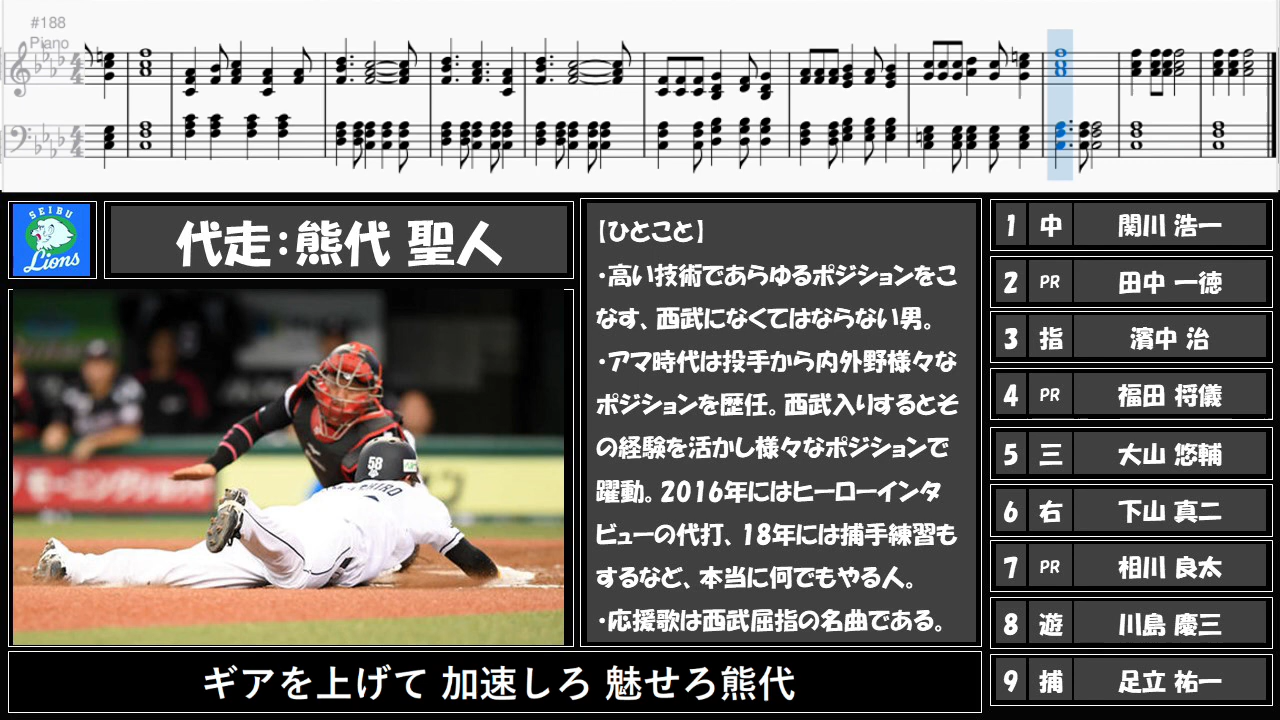 #188
Piano
SEIBU
Lions
代走：熊代 聖人
58
【ひとこと】
・高い技術であらゆるポジションをこ
なす、西武になくてはならない男。
・アマ時代は投手から内外野様々な
ポジションを歴任。西武入りするとそ
の経験を活かし様々なポジションで
躍動。2016年にはヒーローインタ
ビューの代打、18年には捕手練習も
するなど、本当に何でもやる人。
・応援歌は西武屈指の名曲である。
ギアを上げて 加速しろ 魅せろ熊代
1 中 関川 浩一
2 PR 田中 一徳
3 指 濱中 治
4 PR 福田 将儀
5 三 大山 悠輔
6 右 下山 真二
7 PR 相川 良太
8 遊 川島 慶三
9 捕 足立 祐一